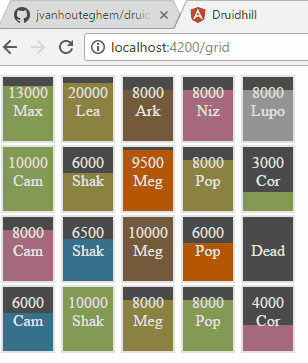 jvanhouteghem/druid
Druidhill
localhost:4200/grid
13000 20000 8000 8000 8000
Max Lea Ark Niz Lupo
10000 6000 9500 8000 3000
Cam Shak Meg Pop Cor
8000 6500 10000 6000
Cam Shak Meg Pop Dead
6000 10000 8000 8000 4000
Cam Shak Meg Pop Cor